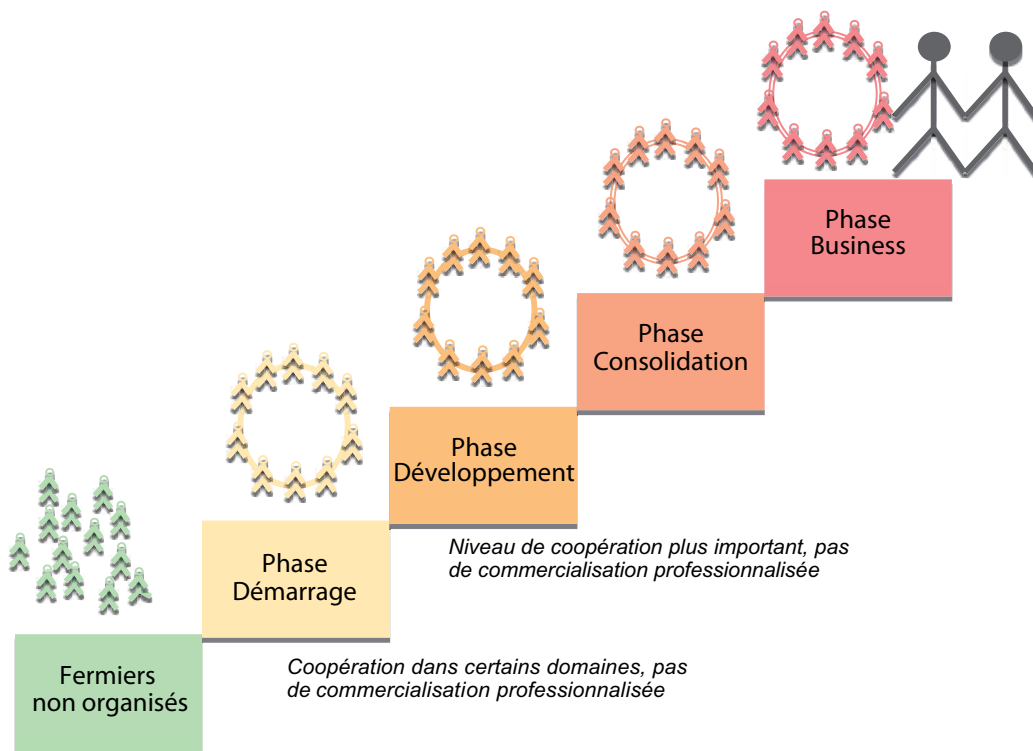 Phase
Business
Phase
Consolidation
Phase
Développement
Niveau de coopération plus important, pas
de commercialisation professionnalisée
Phase
Démarrage
Coopération dans certains domaines, pas
de commercialisation professionnalisée
Fermiers
non organisés